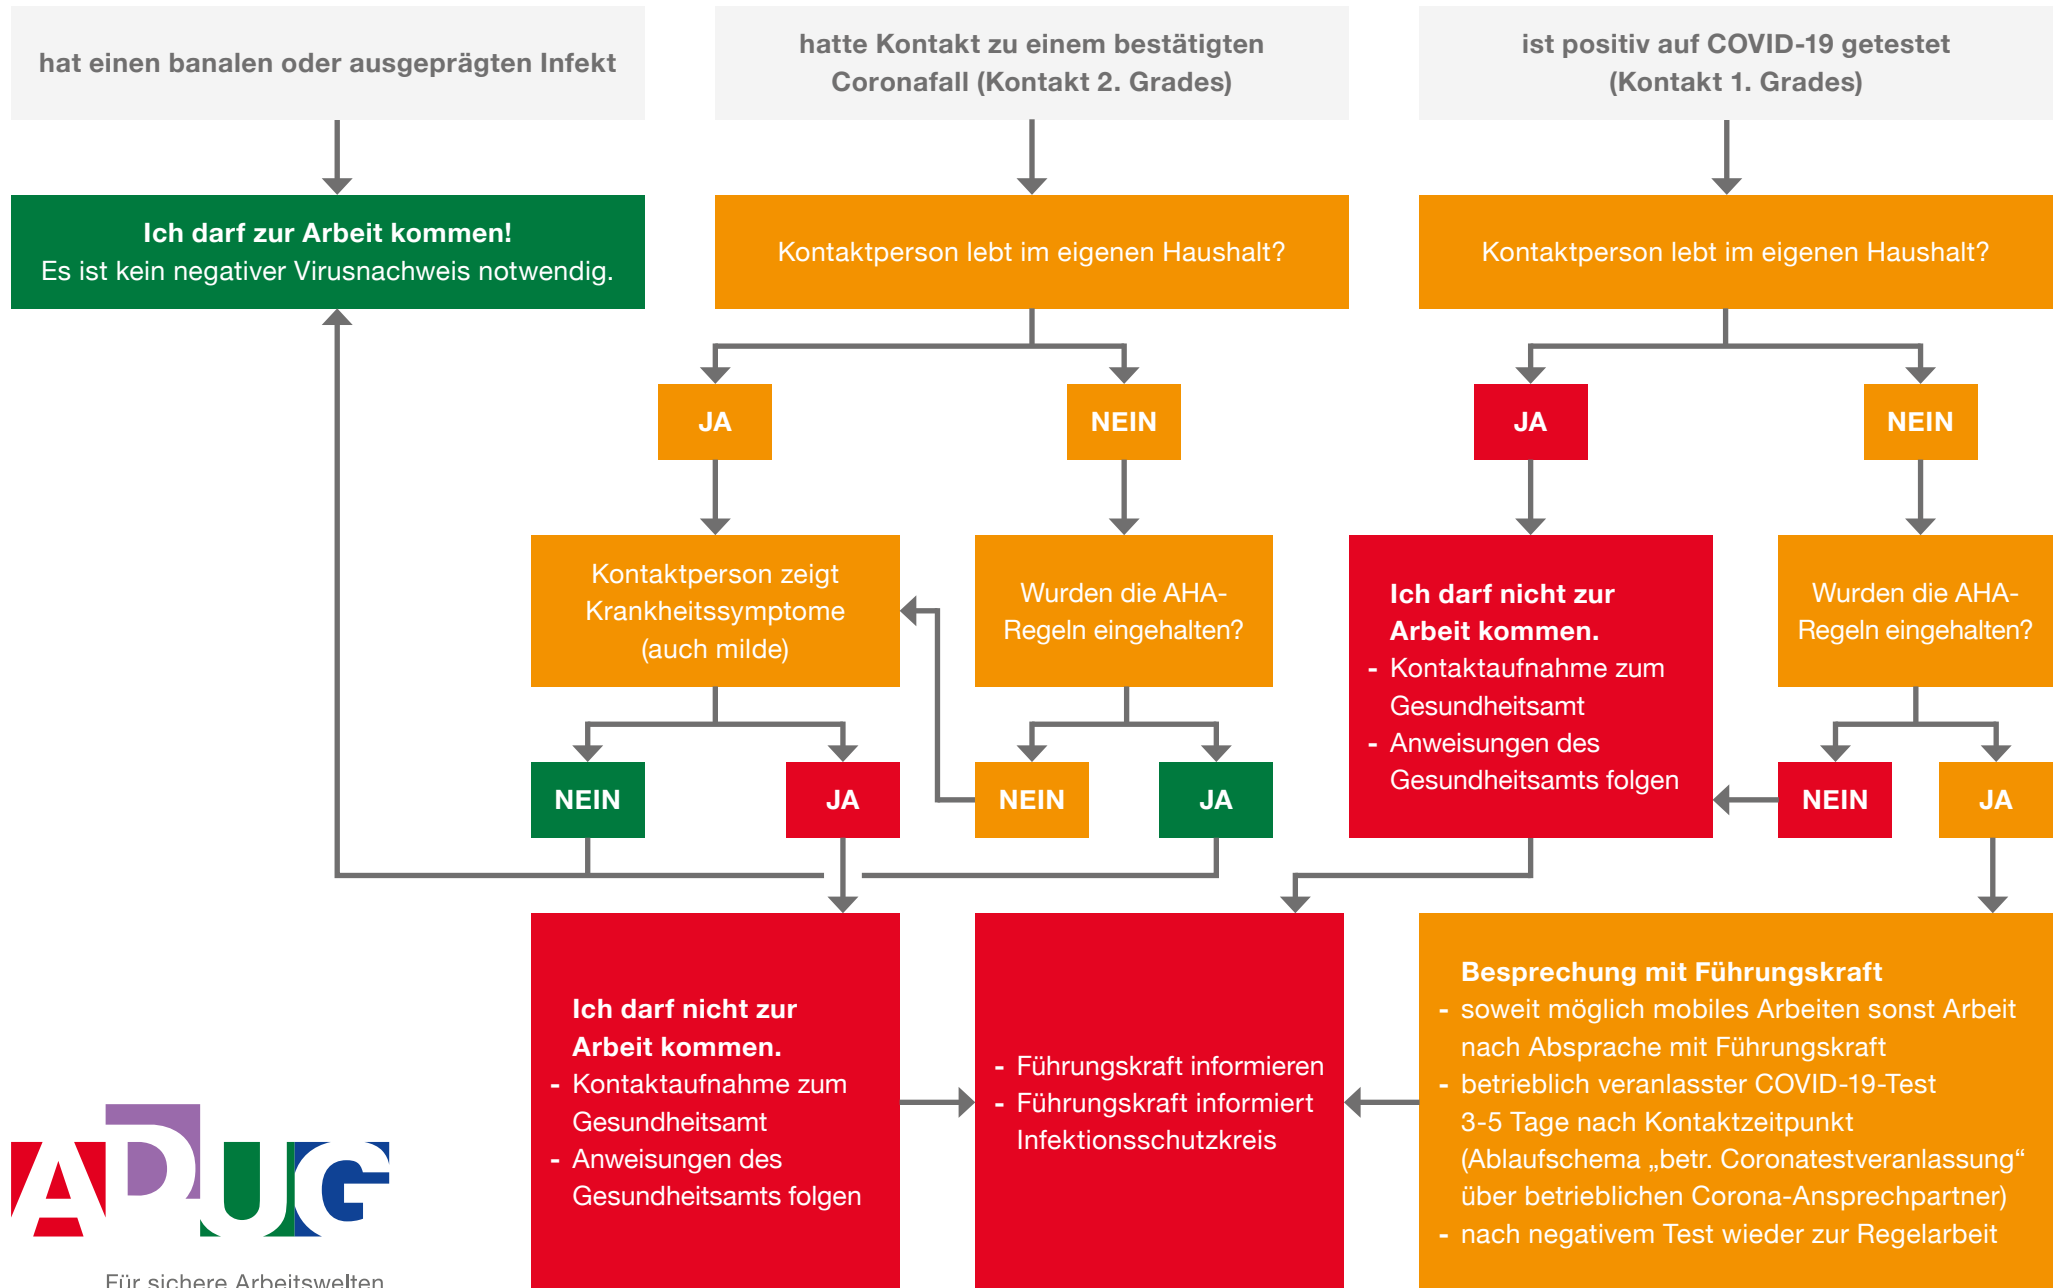 hat einen banalen oder ausgeprägten Infekt
hatte Kontakt zu einem bestätigten
Coronafall (Kontakt 2. Grades)
ist positiv auf COVID-19 getestet
(Kontakt 1. Grades)
Ich darf zur Arbeit kommen!
Es ist kein negativer Virusnachweis notwendig.
Kontaktperson lebt im eigenen Haushalt?
Kontaktperson lebt im eigenen Haushalt?
JA
NEIN
JA
NEIN
Kontaktperson zeigt
Krankheitssymptome
(auch milde)
Wurden die AHA-
Regeln eingehalten?
Ich darf nicht zur
Arbeit kommen.
- Kontaktaufnahme zum
Gesundheitsamt
- Anweisungen des
Gesundheitsamts folgen
Wurden die AHA-
Regeln eingehalten?
NEIN
JA
NEIN
JA
NEIN
JA
Ich darf nicht zur
Arbeit kommen.
- Kontaktaufnahme zum
Gesundheitsamt
- Anweisungen des
Gesundheitsamts folgen
- Führungskraft informieren
- Führungskraft informiert
Infektionsschutzkreis
Besprechung mit Führungskraft
- soweit möglich mobiles Arbeiten sonst Arbeit
nach Absprache mit Führungskraft
- betrieblich veranlasster COVID-19-Test
3-5 Tage nach Kontaktzeitpunkt
(Ablaufschema „betr. Coronatestveranlassung“
über betrieblichen Corona-Ansprechpartner)
- nach negativem Test wieder zur Regelarbeit
ADUG
Für sichere Arbeitswelten